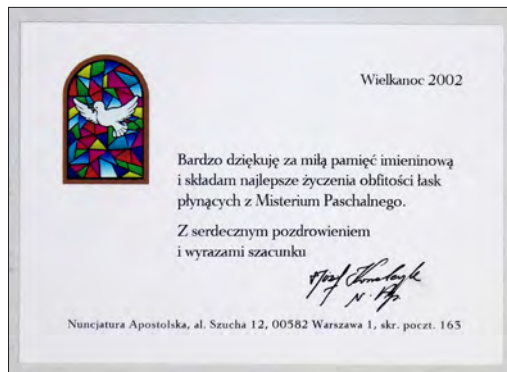 Wielkanoc 2002
Bardzo dziękuję za miłą pamięć imieninową
i składam najlepsze życzenia obfitości łask
płynących z Misterium Paschalnego.
Z serdecznym pozdrowieniem
i wyrazami szacunku
Nuncjatura Apostolska, al. Szucha 12, 00582 Warszawa 1, skr. poczt. 163